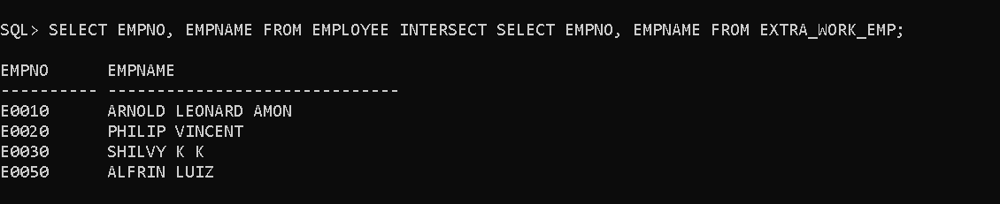 SQL> SELECT EMPNO, EMPNAME FROM EMPLOYEE INTERSECT SELECT EMPNO, EMPNAME FROM EXTRA_WORK_EMP;
EMPNO      EMPNAME
---------- ------------------------------
E0010      ARNOLD LEONARD AMON
E0020      PHILIP VINCENT
E0030      SHILVY K K
E0050      ALFRIN LUIZ